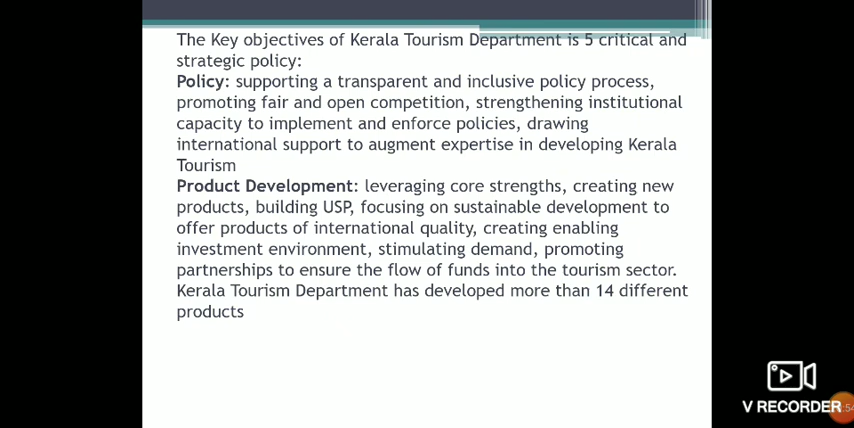 The Key objectives of Kerala Tourism Department is 5 critical and
strategic policy:
Policy: supporting a transparent and inclusive policy process,
promoting fair and open competition, strengthening institutional
capacity to implement and enforce policies, drawing
international support to augment expertise in developing Kerala
Tourism
Product Development: leveraging core strengths, creating new
products, building USP, focusing on sustainable development to
offer products of international quality, creating enabling
investment environment, stimulating demand, promoting
partnerships to ensure the flow of funds into the tourism sector.
Kerala Tourism Department has developed more than 14 different
products
V RECORDER